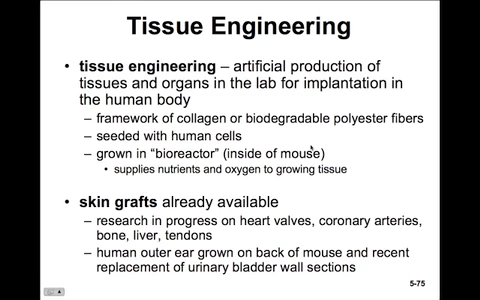 Tissue Engineering
• tissue engineering – artificial production of
tissues and organs in the lab for implantation in
the human body
– framework of collagen or biodegradable polyester fibers
– seeded with human cells
– grown in “bioreactor” (inside of mouse)
• supplies nutrients and oxygen to growing tissue
• skin grafts already available
– research in progress on heart valves, coronary arteries,
bone, liver, tendons
– human outer ear grown on back of mouse and recent
replacement of urinary bladder wall sections
5-75